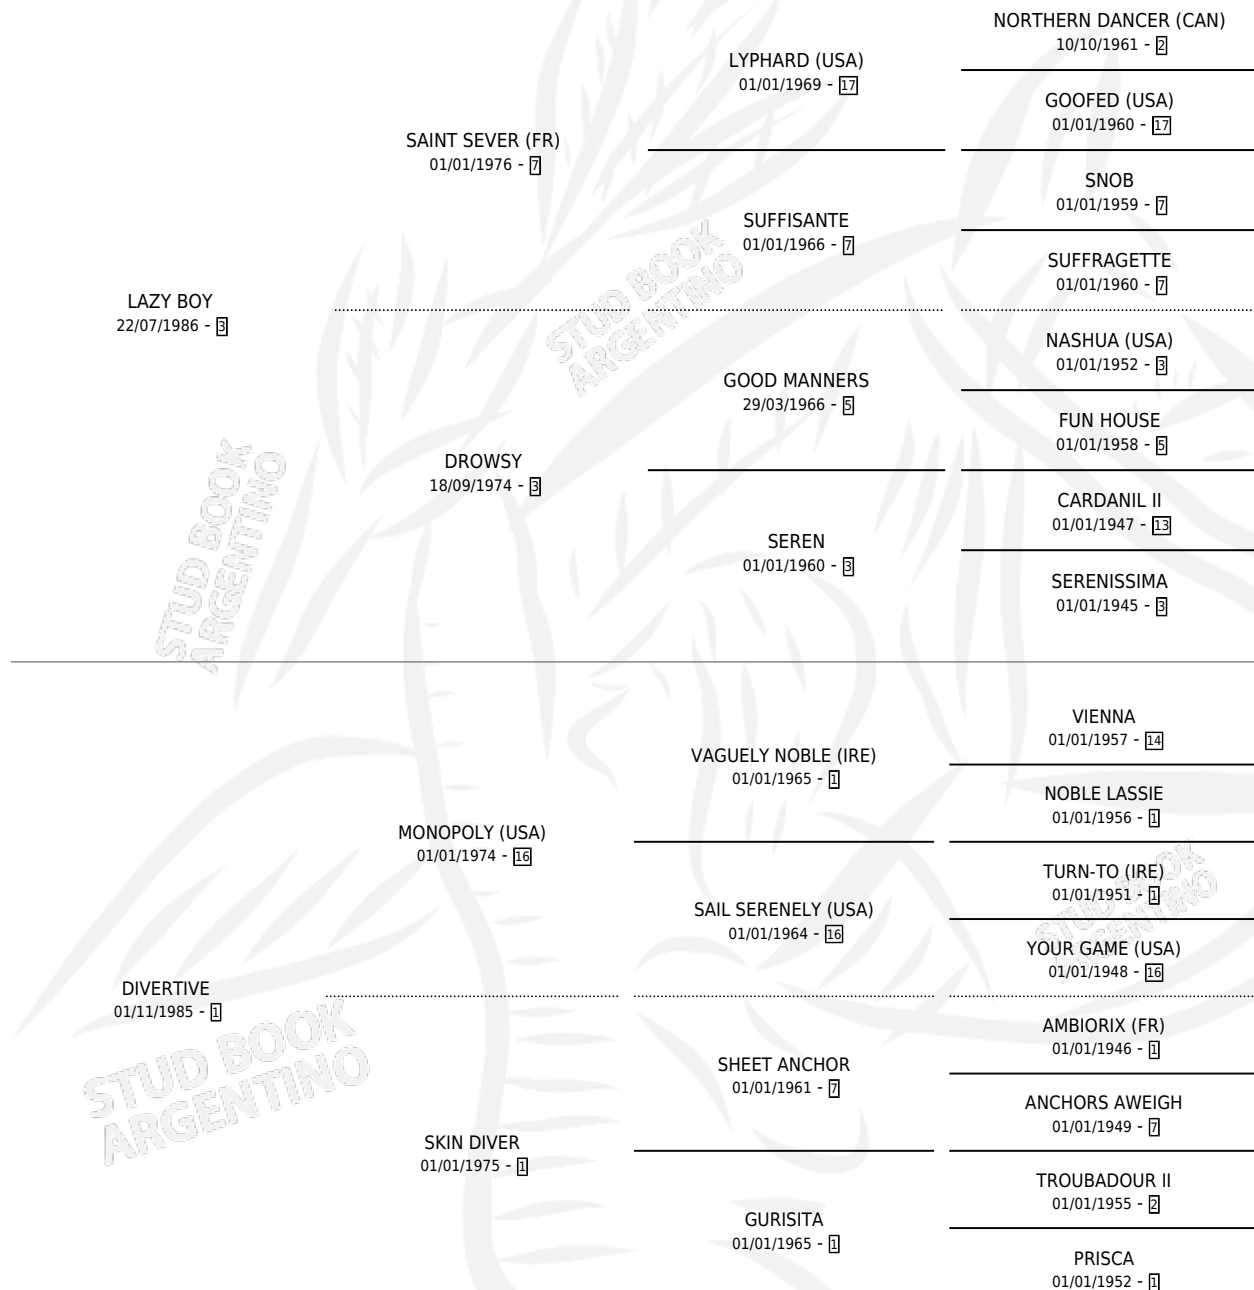 NORTHERN DANCER (CAN)
10/10/1961 - 2
LYPHARD (USA)
01/01/1969 - 17
GOOFED (USA)
01/01/1960 - 17
SAINT SEVER (FR)
01/01/1976 - 7
SNOB
01/01/1959 - 7
SUFFISANTE
01/01/1966 - 7
SUFFRAGETTE
01/01/1960 - 7
LAZY BOY
22/07/1986 - 3
NASHUA (USA)
01/01/1952 - 3
GOOD MANNERS
29/03/1966 - 5
FUN HOUSE
01/01/1958 - 5
DROWSY
18/09/1974 - 3
CARDANIL II
01/01/1947 - 13
SEREN
01/01/1960 - 3
SERENISSIMA
01/01/1945 - 3
VIENNA
01/01/1957 - 14
VAGUELY NOBLE (IRE)
01/01/1965 - 1
NOBLE LASSIE
01/01/1956 - 1
MONOPOLY (USA)
01/01/1974 - 16
TURN-TO (IRE)
01/01/1951 - 1
SAIL SERENELY (USA)
01/01/1964 - 16
YOUR GAME (USA)
01/01/1948 - 16
DIVERTIVE
01/11/1985 - 1
AMBIORIX (FR)
01/01/1946 - 1
SHEET ANCHOR
01/01/1961 - 7
ANCHORS AWEIGH
01/01/1949 - 7
SKIN DIVER
01/01/1975 - 1
TROUBADOUR II
01/01/1955 - 2
GURISITA
01/01/1965 - 1
PRISCA
01/01/1952 - 1
STUD BOOK
ARGENTINO
STUD BOOK
ARGENTINO
STUD BOOK
ARGENTINO
STUD BOOK
ARGENTINO